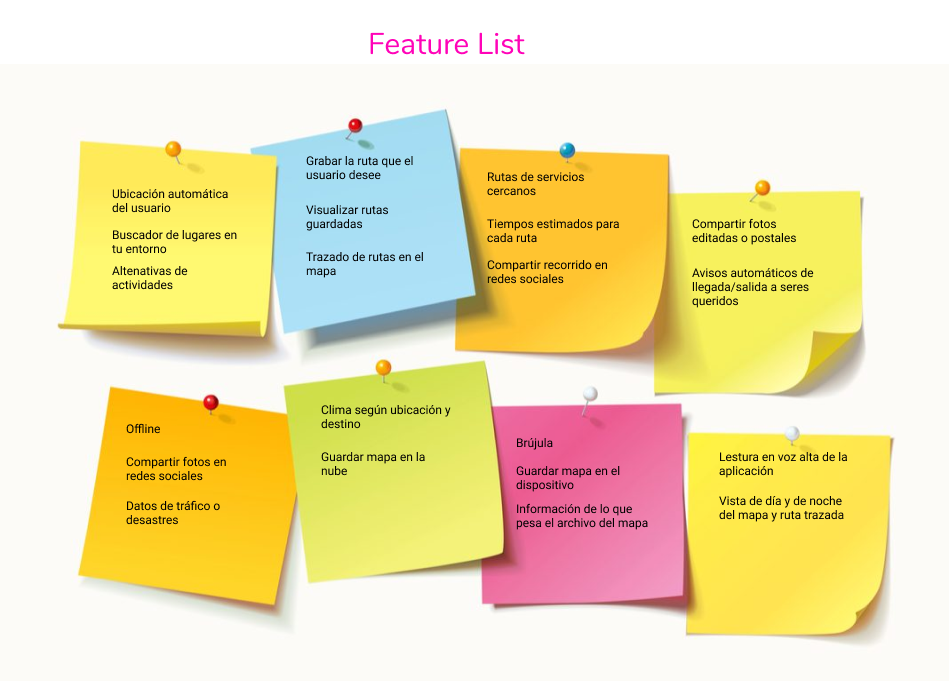 Feature List
Ubicación automática
del usuario
Buscador de lugares en
tu entorno
Altenativas de
actividades
Grabar la ruta que el
usuario desee
Visualizar rutas
guardadas
Trazado de rutas en el
mapa
Rutas de servicios
cercanos
Tiempos estimados para
cada ruta
Compartir recorrido en
redes sociales
Compartir fotos
editadas o postales
Avisos automáticos de
llegada/salida a seres
queridos
Offline
Compartir fotos en
redes sociales
Datos de tráfico o
desastres
Clima según ubicación y
destino
Guardar mapa en la
nube
Brújula
Guardar mapa en el
dispositivo
Información de lo que
pesa el archivo del mapa
Lestura en voz alta de la
aplicación
Vista de día y de noche
del mapa y ruta trazada